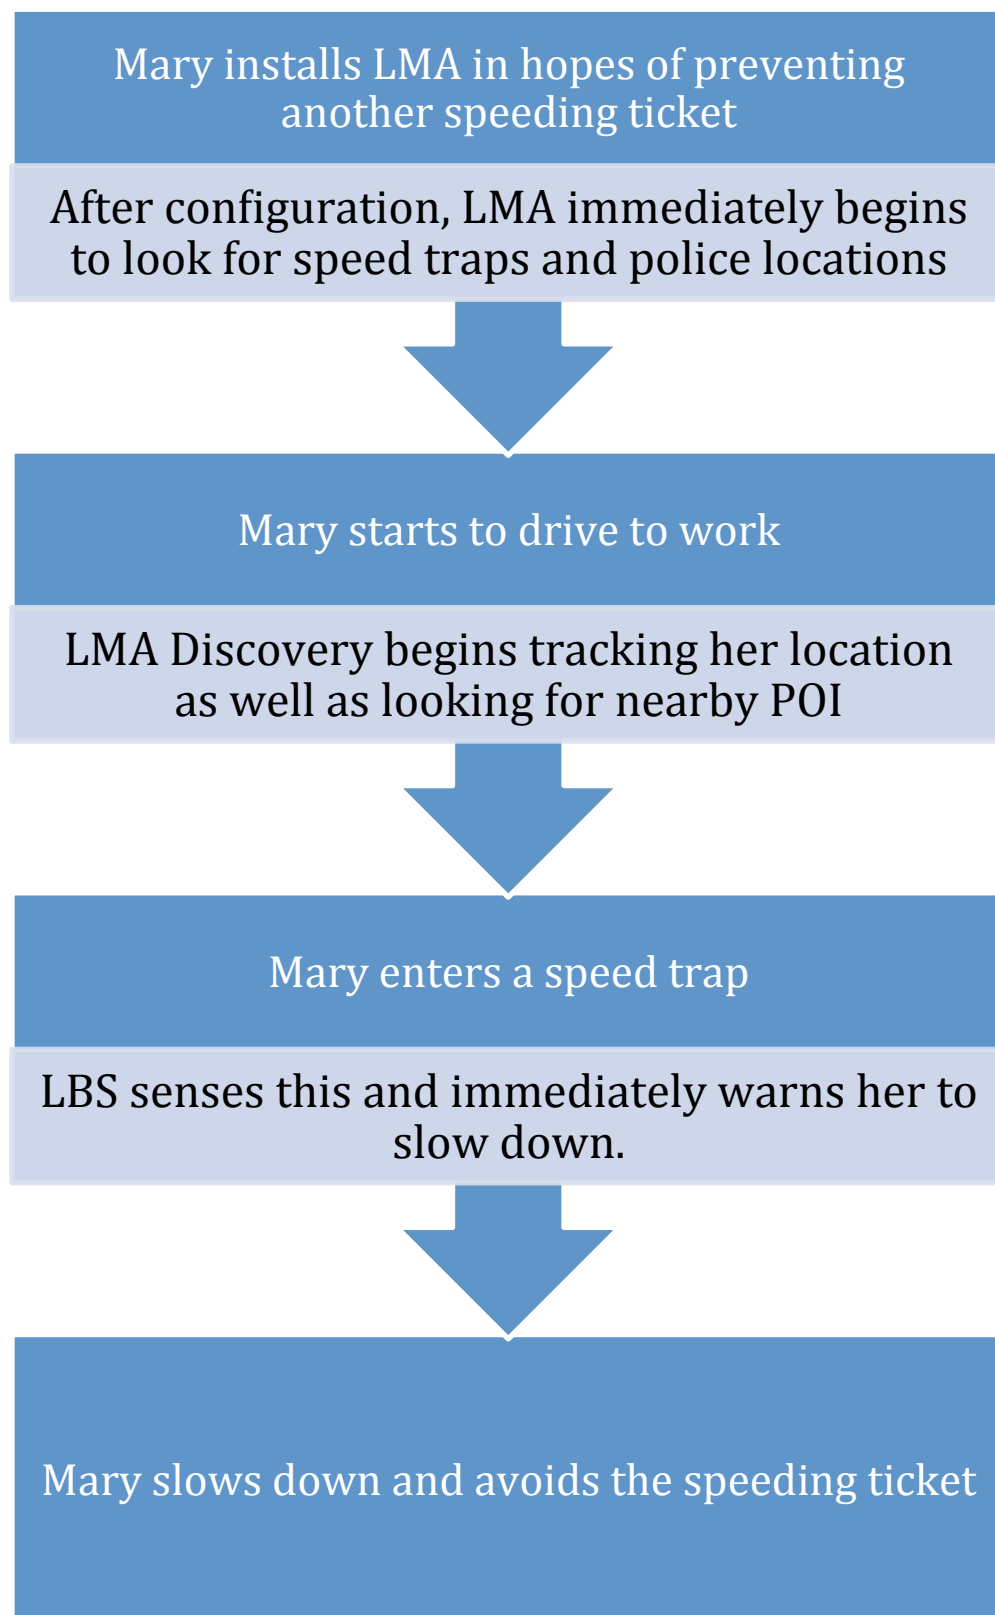 Mary installs LMA in hopes of preventing
another speeding ticket
After configuration, LMA immediately begins
to look for speed traps and police locations
Mary starts to drive to work
LMA Discovery begins tracking her location
as well as looking for nearby POI
Mary enters a speed trap
LBS senses this and immediately warns her to
slow down.
Mary slows down and avoids the speeding ticket